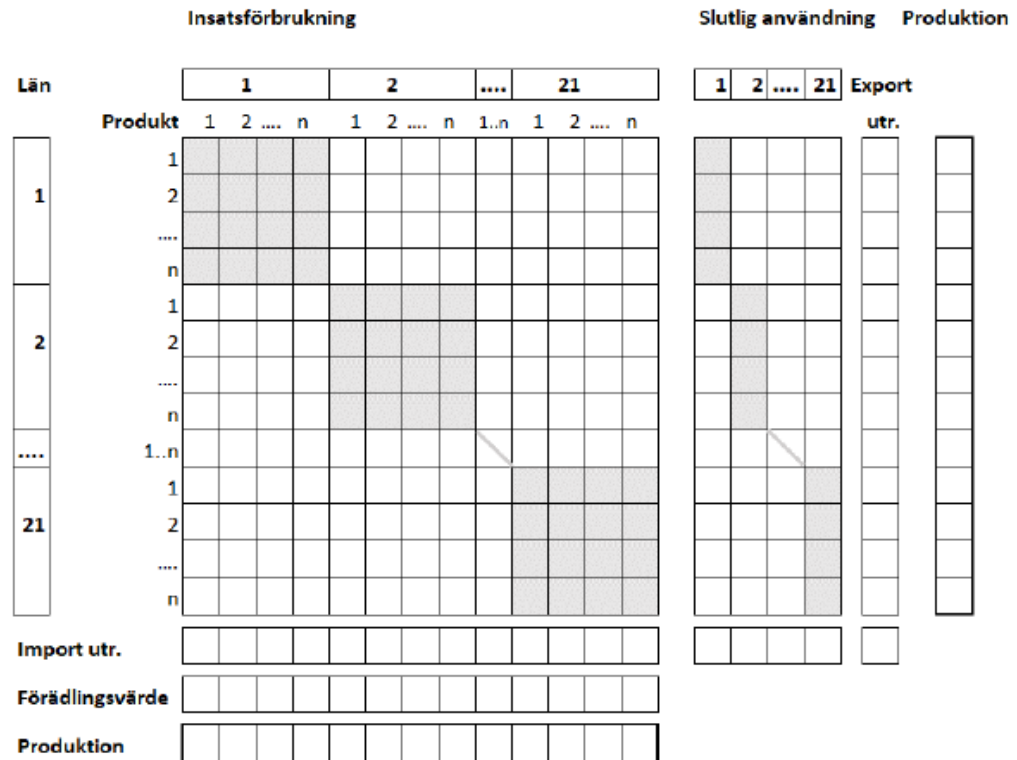 Insatsförbrukning Slutlig användning Produktion
Län 1 2 .... 21 1 2 .... 21 Export
Produkt 1 2 .... n 1 2 .... n 1..n 1 2 .... n utr.
1
1 2
....
n
1
2 2
....
n
.... 1..n
1
21 2
....
n
Import utr.
Förädlingsvärde
Produktion